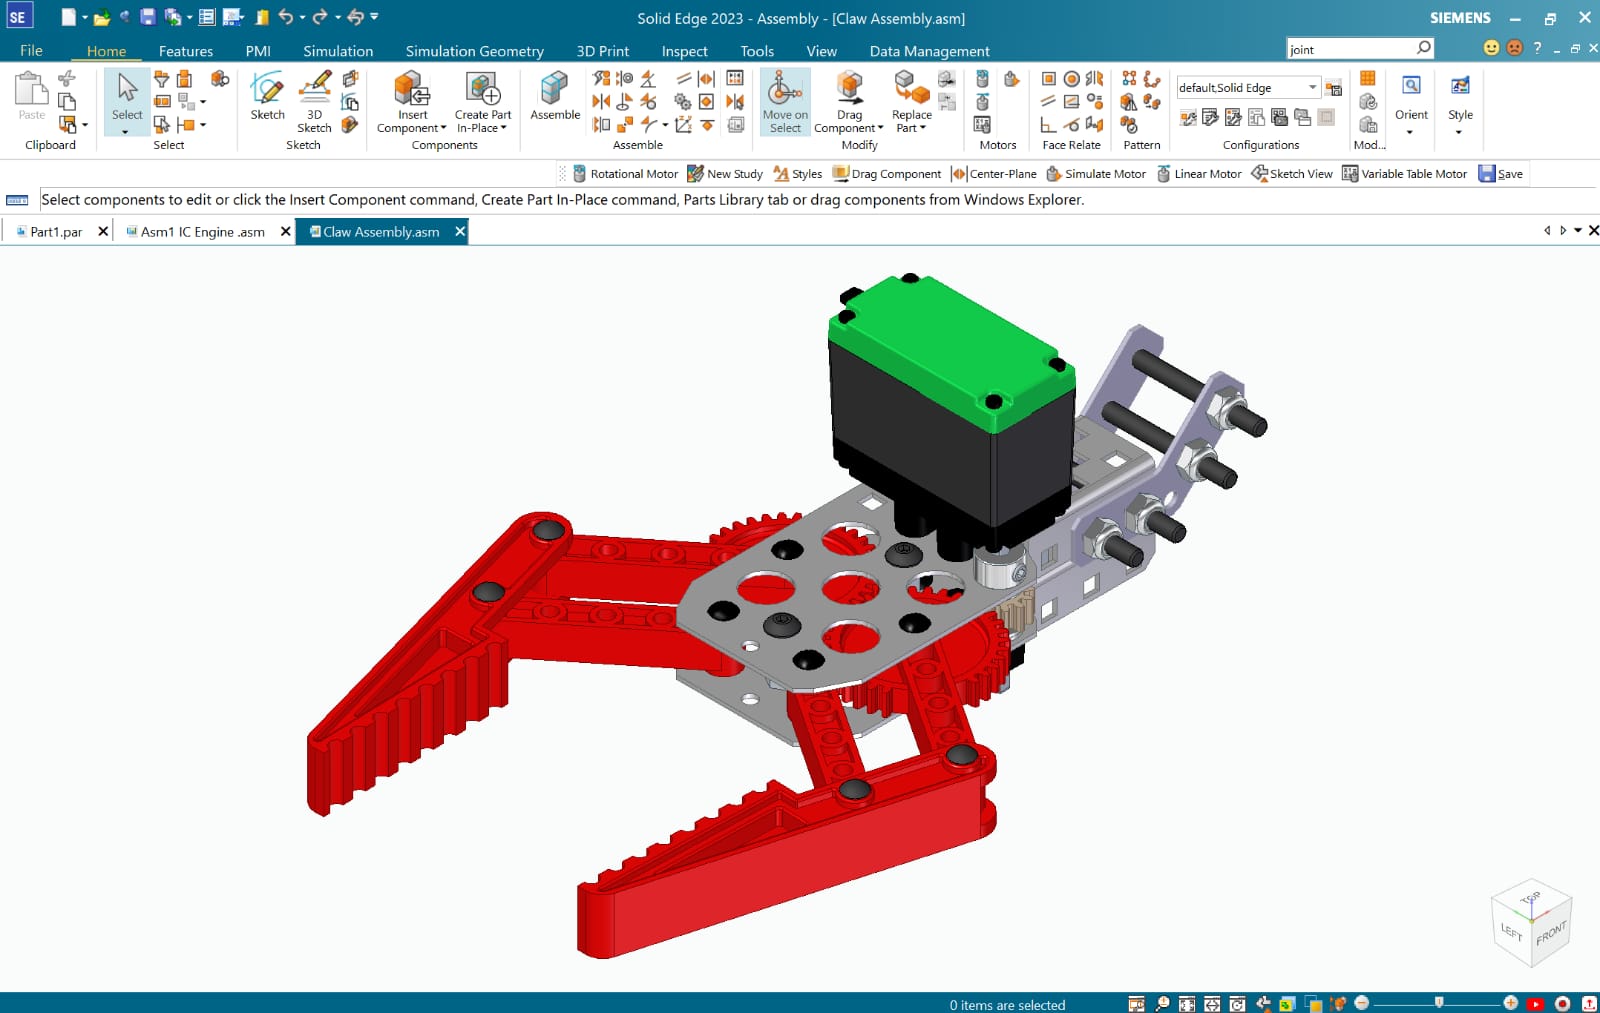 SE
Solid Edge 2023 - Assembly - [Claw Assembly.asm]
SIEMENS
File Home Features PMI Simulation Simulation Geometry 3D Print Inspect Tools View Data Management
joint
?
Paste
Clipboard
Select
Select
Sketch
3D
Sketch
Sketch
Insert
Component
Create Part
In-Place
Components
Assemble
Assemble
Move on
Select
Drag
Component
Replace
Part
Modify
Motors
Face Relate
Pattern
default,Solid Edge
Configurations
Mod...
Orient
Style
Rotational Motor New Study Styles Drag Component Center-Plane Simulate Motor Linear Motor Sketch View Variable Table Motor Save
Select components to edit or click the Insert Component command, Create Part In-Place command, Parts Library tab or drag components from Windows Explorer.
Part1.par Asm1 IC Engine .asm Claw Assembly.asm
TOP
LEFT
FRONT
0 items are selected